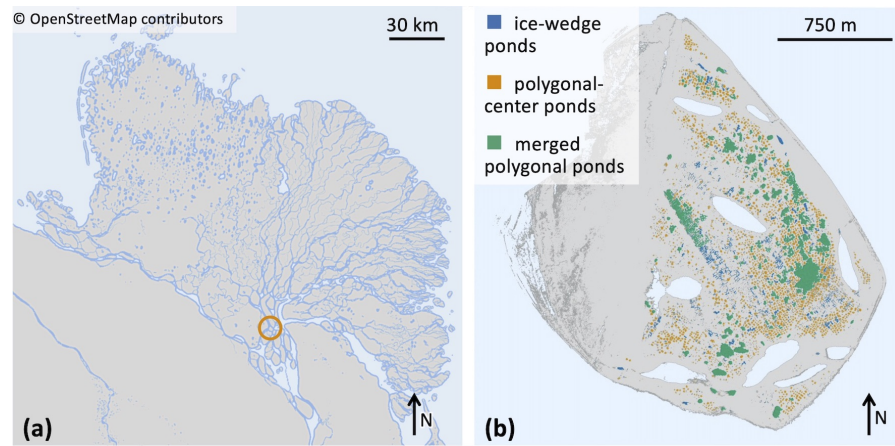 © OpenStreetMap contributors
30 km
N
(a)
ice-wedge
ponds
polygonal-
center ponds
merged
polygonal ponds
750 m
N
(b)